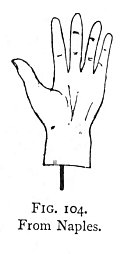 FIG. 104.
From Naples.